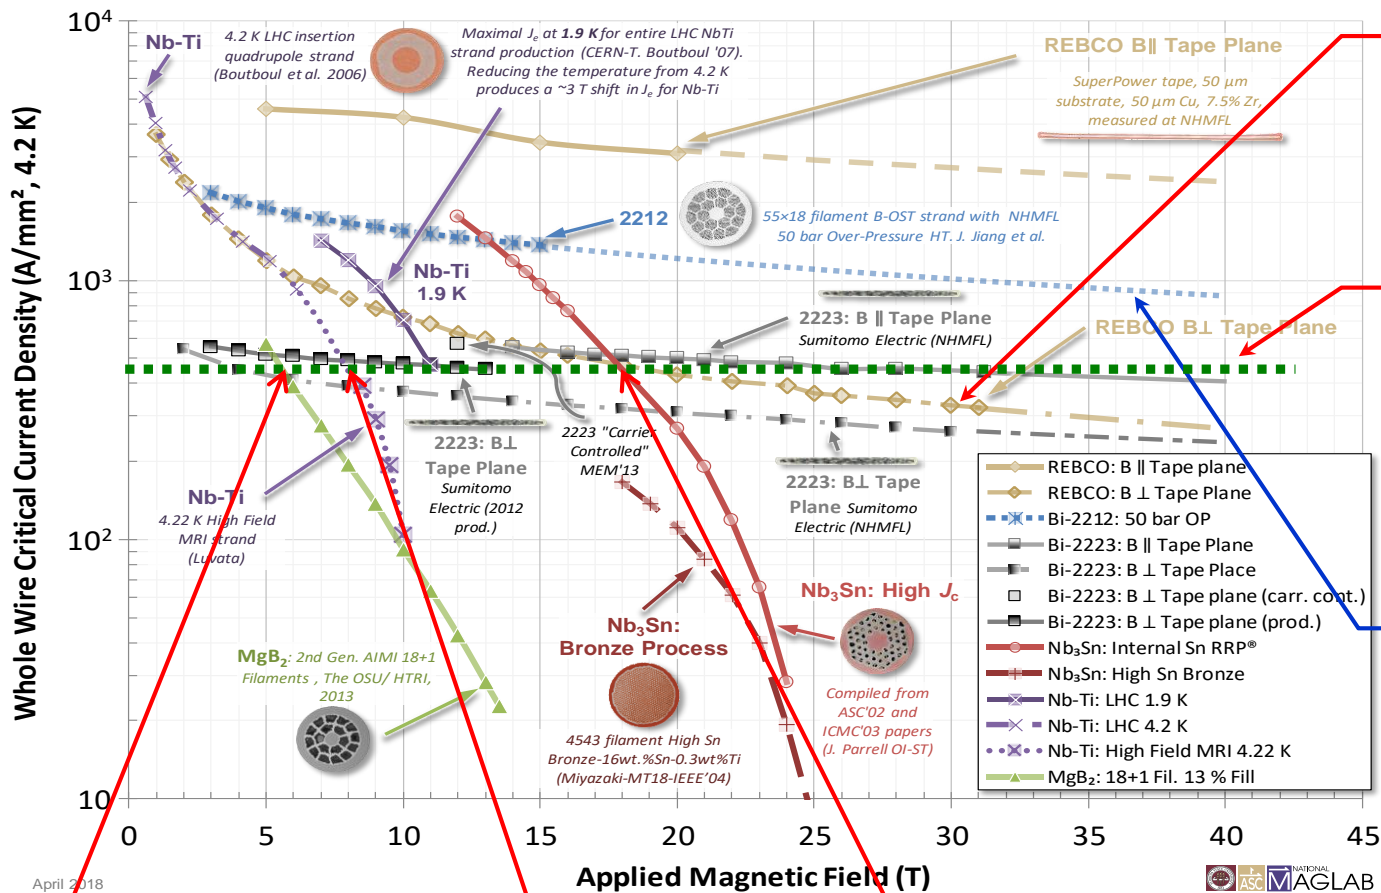 10⁴
10³
10²
10
Whole Wire Critical Current Density (A/mm², 4.2 K)
0 5 10 15 20 25 30 35 40 45
Applied Magnetic Field (T)
April 2018
Nb-Ti
4.2 K LHC insertion
quadrupole strand
(Boutboul et al. 2006)
Maximal Jₑ at 1.9 K for entire LHC NbTi
strand production (CERN-T. Boutboul '07).
Reducing the temperature from 4.2 K
produces a ~3 T shift in Jₑ for Nb-Ti
REBCO B∥ Tape Plane
SuperPower tape, 50 μm
substrate, 50 μm Cu, 7.5% Zr,
measured at NHMFL
2212
55×18 filament B-OST strand with NHMFL
50 bar Over-Pressure HT. J. Jiang et al.
Nb-Ti
1.9 K
2223: B ∥ Tape Plane
Sumitomo Electric (NHMFL)
REBCO B⊥ Tape Plane
2223: B⊥
Tape Plane
Sumitomo
Electric (2012
prod.)
2223 "Carrier
Controlled"
MEM'13
2223: B⊥ Tape
Plane Sumitomo
Electric (NHMFL)
Nb-Ti
4.22 K High Field
MRI strand
(Luvata)
MgB₂: 2nd Gen. AIMI 18+1
Filaments , The OSU/ HTRI,
2013
Nb₃Sn:
Bronze Process
4543 filament High Sn
Bronze-16wt.%Sn-0.3wt%Ti
(Miyazaki-MT18-IEEE’04)
Nb₃Sn: High Jc
Compiled from
ASC'02 and
ICMC'03 papers
(J. Parrell OI-ST)
REBCO: B ∥ Tape plane
REBCO: B ⊥ Tape Plane
Bi-2212: 50 bar OP
Bi-2223: B ∥ Tape Plane
Bi-2223: B ⊥ Tape Place
Bi-2223: B ⊥ Tape plane (carr. cont.)
Bi-2223: B ⊥ Tape plane (prod.)
Nb₃Sn: Internal Sn RRP®
Nb₃Sn: High Sn Bronze
Nb-Ti: LHC 1.9 K
Nb-Ti: LHC 4.2 K
Nb-Ti: High Field MRI 4.22 K
MgB₂: 18+1 Fil. 13 % Fill
ASC
NATIONAL
MAGLAB